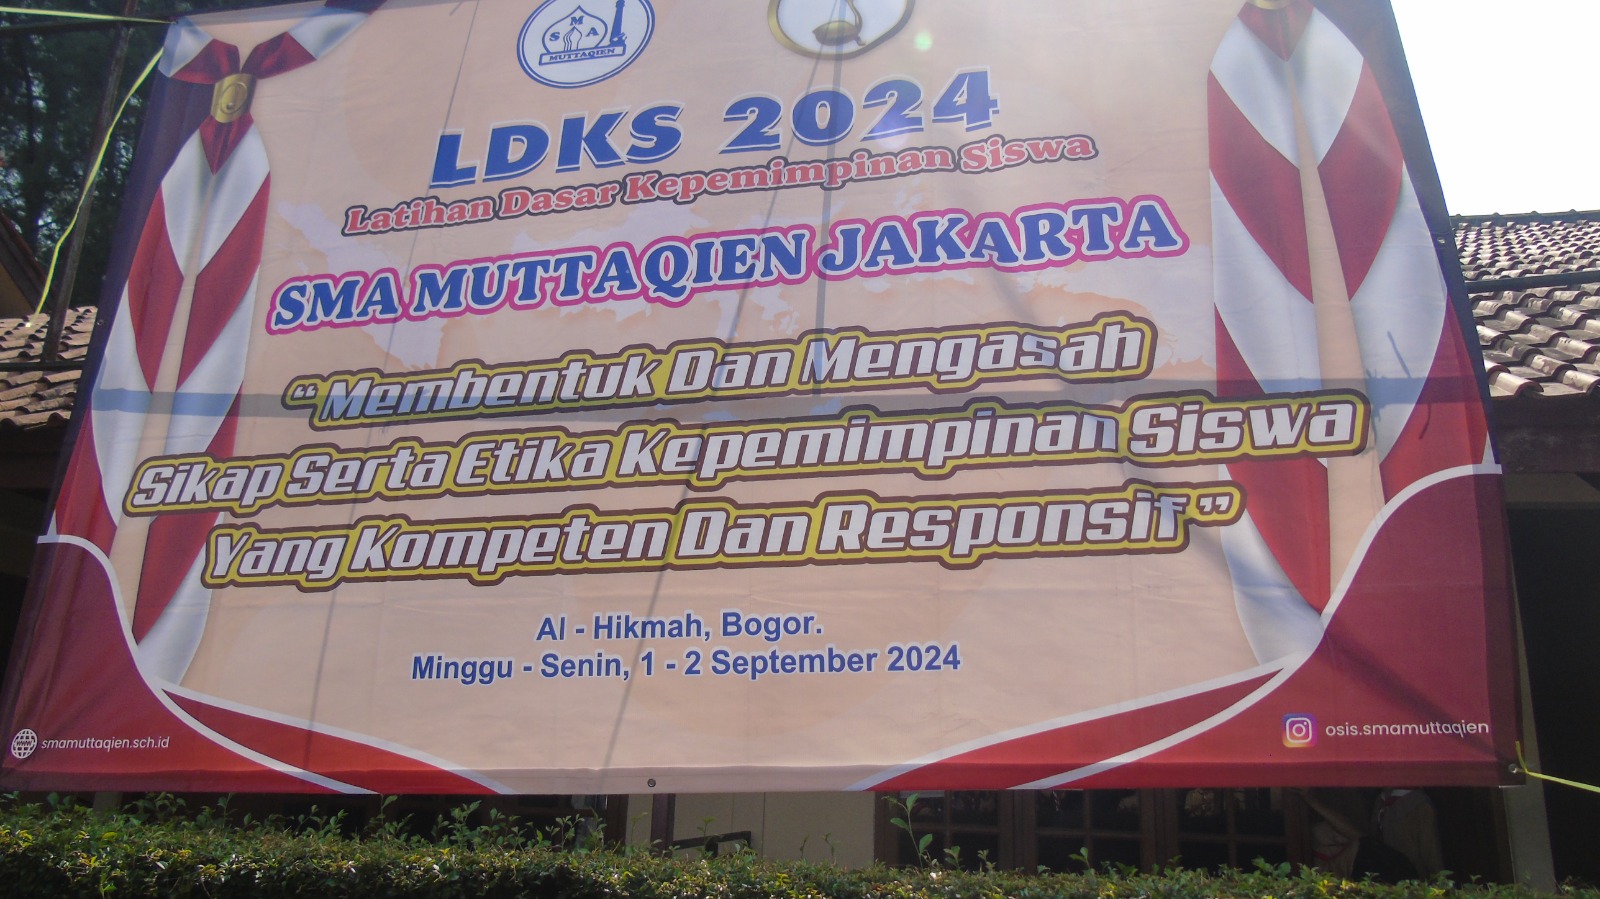 S M A
MUTTAQIEN
LDKS 2024
Latihan Dasar Kepemimpinan Siswa
SMA MUTTAQIEN JAKARTA
“Membentuk Dan Mengasah
Sikap Serta Etika Kepemimpinan Siswa
Yang Kompeten Dan Responsif”
Al - Hikmah, Bogor.
Minggu - Senin, 1 - 2 September 2024
www
smamuttaqien.sch.id
osis.smamuttaqien